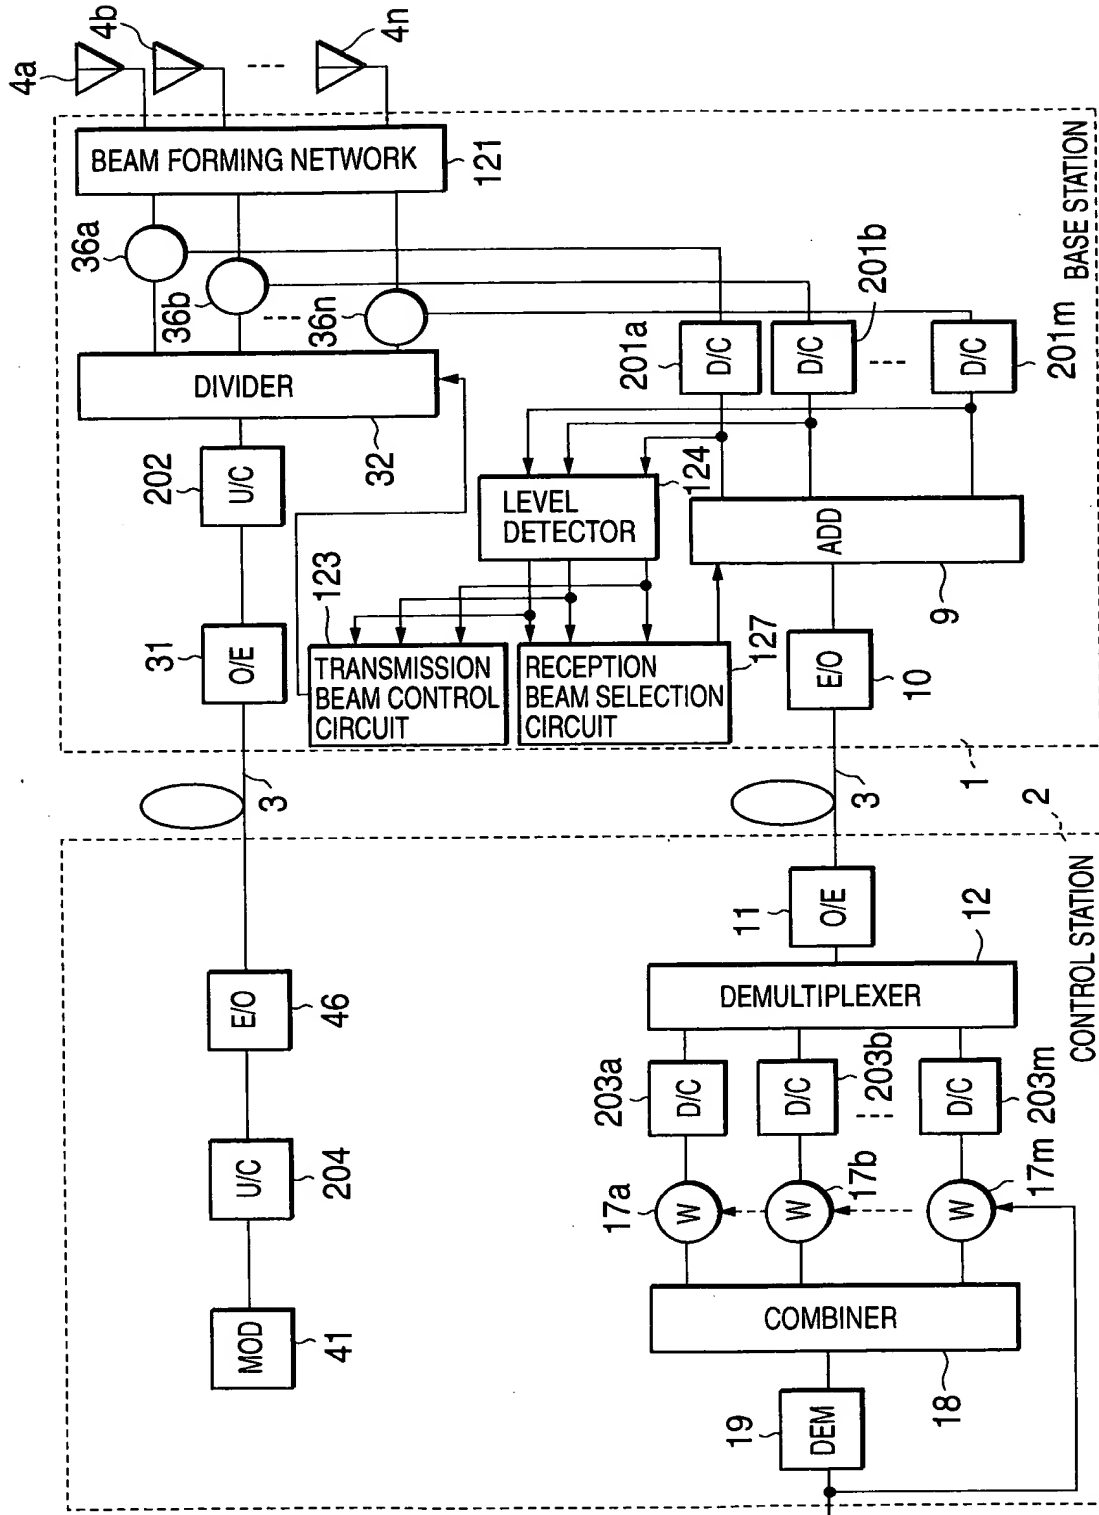 4a
4b
4n
BEAM FORMING NETWORK
121
36a
36b
36n
DIVIDER
32
202
U/C
31
O/E
201a
D/C
201b
D/C
201m
D/C
LEVEL
DETECTOR
124
123
TRANSMISSION
BEAM CONTROL
CIRCUIT
RECEPTION
BEAM SELECTION
CIRCUIT
127
ADD
9
E/O
10
BASE STATION
1
3
3
2
CONTROL STATION
E/O
46
U/C
204
MOD
41
11
O/E
12
DEMULTIPLEXER
203a
D/C
203b
D/C
203m
D/C
17a
W
17b
W
17m
W
COMBINER
18
19
DEM